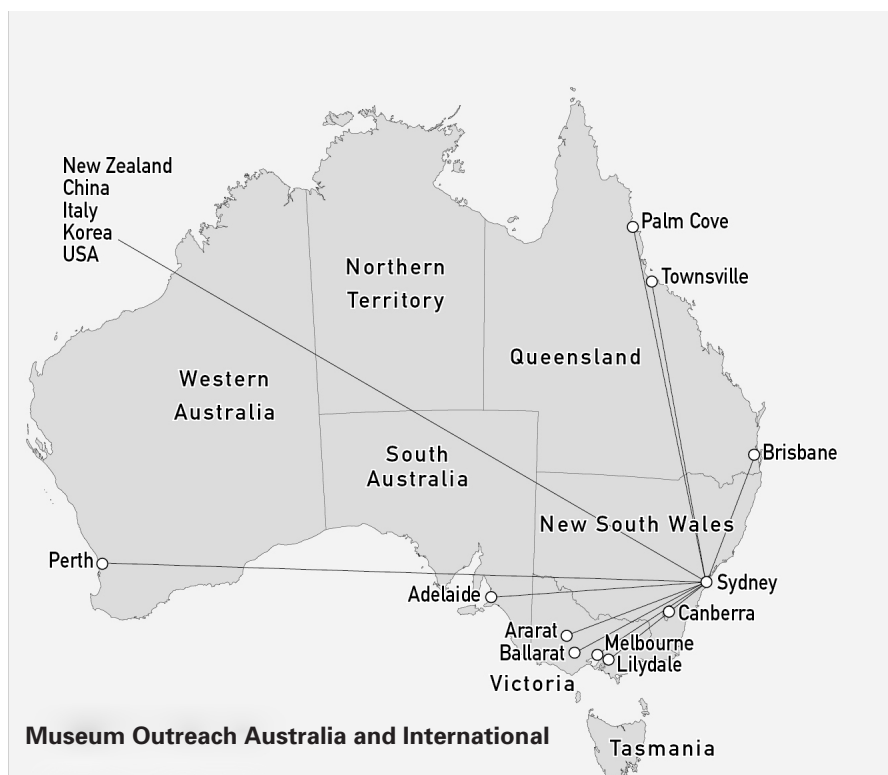 New Zealand
China
Italy
Korea
USA
Palm Cove
Townsville
Northern
Territory
Queensland
Western
Australia
South
Australia
Brisbane
New South Wales
Perth
Sydney
Adelaide
Canberra
Ararat
Melbourne
Ballarat
Lilydale
Victoria
Museum Outreach Australia and International
Tasmania